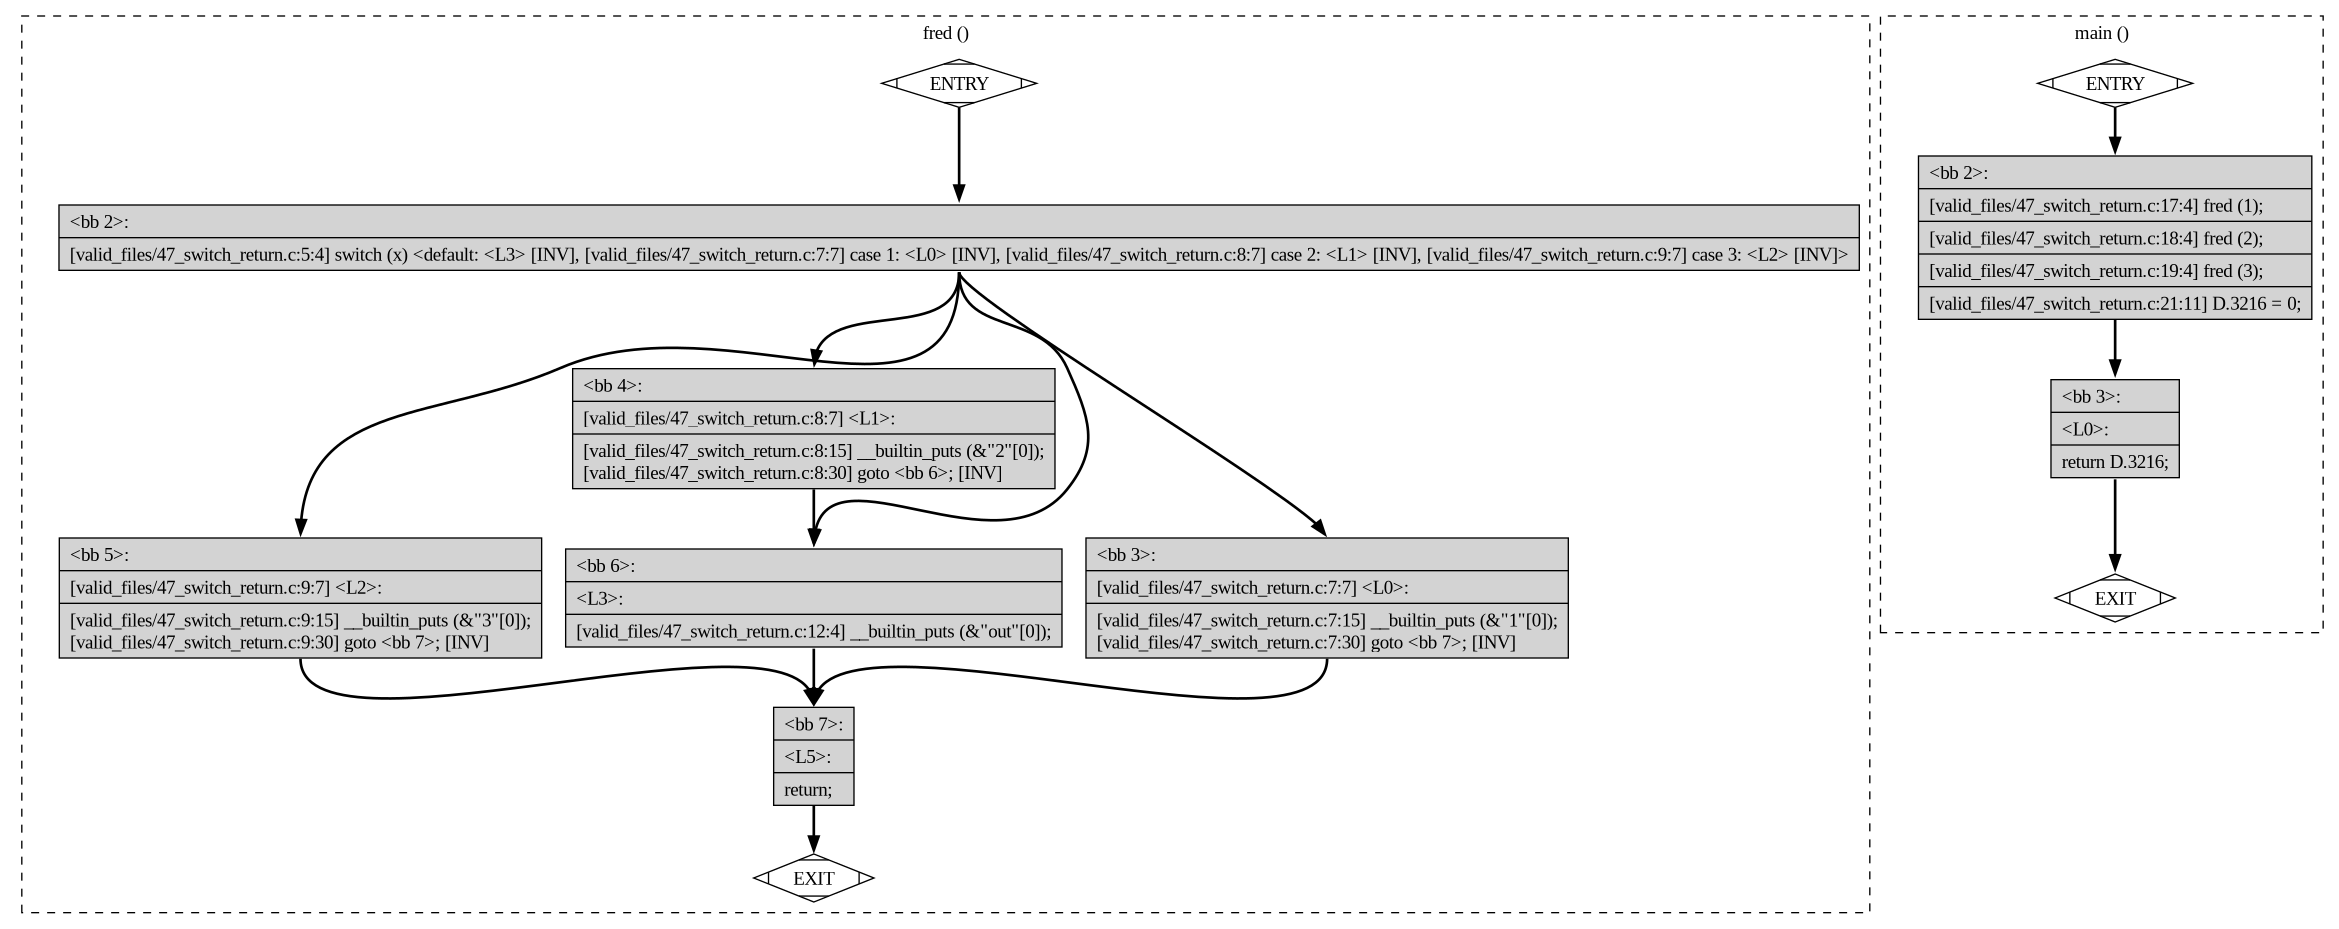 fred ()
ENTRY
<bb 2>:
[valid_files/47_switch_return.c:5:4] switch (x) <default: <L3> [INV], [valid_files/47_switch_return.c:7:7] case 1: <L0> [INV], [valid_files/47_switch_return.c:8:7] case 2: <L1> [INV], [valid_files/47_switch_return.c:9:7] case 3: <L2> [INV]>
<bb 4>:
[valid_files/47_switch_return.c:8:7] <L1>:
[valid_files/47_switch_return.c:8:15] __builtin_puts (&"2"[0]);
[valid_files/47_switch_return.c:8:30] goto <bb 6>; [INV]
<bb 5>:
[valid_files/47_switch_return.c:9:7] <L2>:
[valid_files/47_switch_return.c:9:15] __builtin_puts (&"3"[0]);
[valid_files/47_switch_return.c:9:30] goto <bb 7>; [INV]
<bb 6>:
<L3>:
[valid_files/47_switch_return.c:12:4] __builtin_puts (&"out"[0]);
<bb 3>:
[valid_files/47_switch_return.c:7:7] <L0>:
[valid_files/47_switch_return.c:7:15] __builtin_puts (&"1"[0]);
[valid_files/47_switch_return.c:7:30] goto <bb 7>; [INV]
<bb 7>:
<L5>:
return;
EXIT
main ()
ENTRY
<bb 2>:
[valid_files/47_switch_return.c:17:4] fred (1);
[valid_files/47_switch_return.c:18:4] fred (2);
[valid_files/47_switch_return.c:19:4] fred (3);
[valid_files/47_switch_return.c:21:11] D.3216 = 0;
<bb 3>:
<L0>:
return D.3216;
EXIT